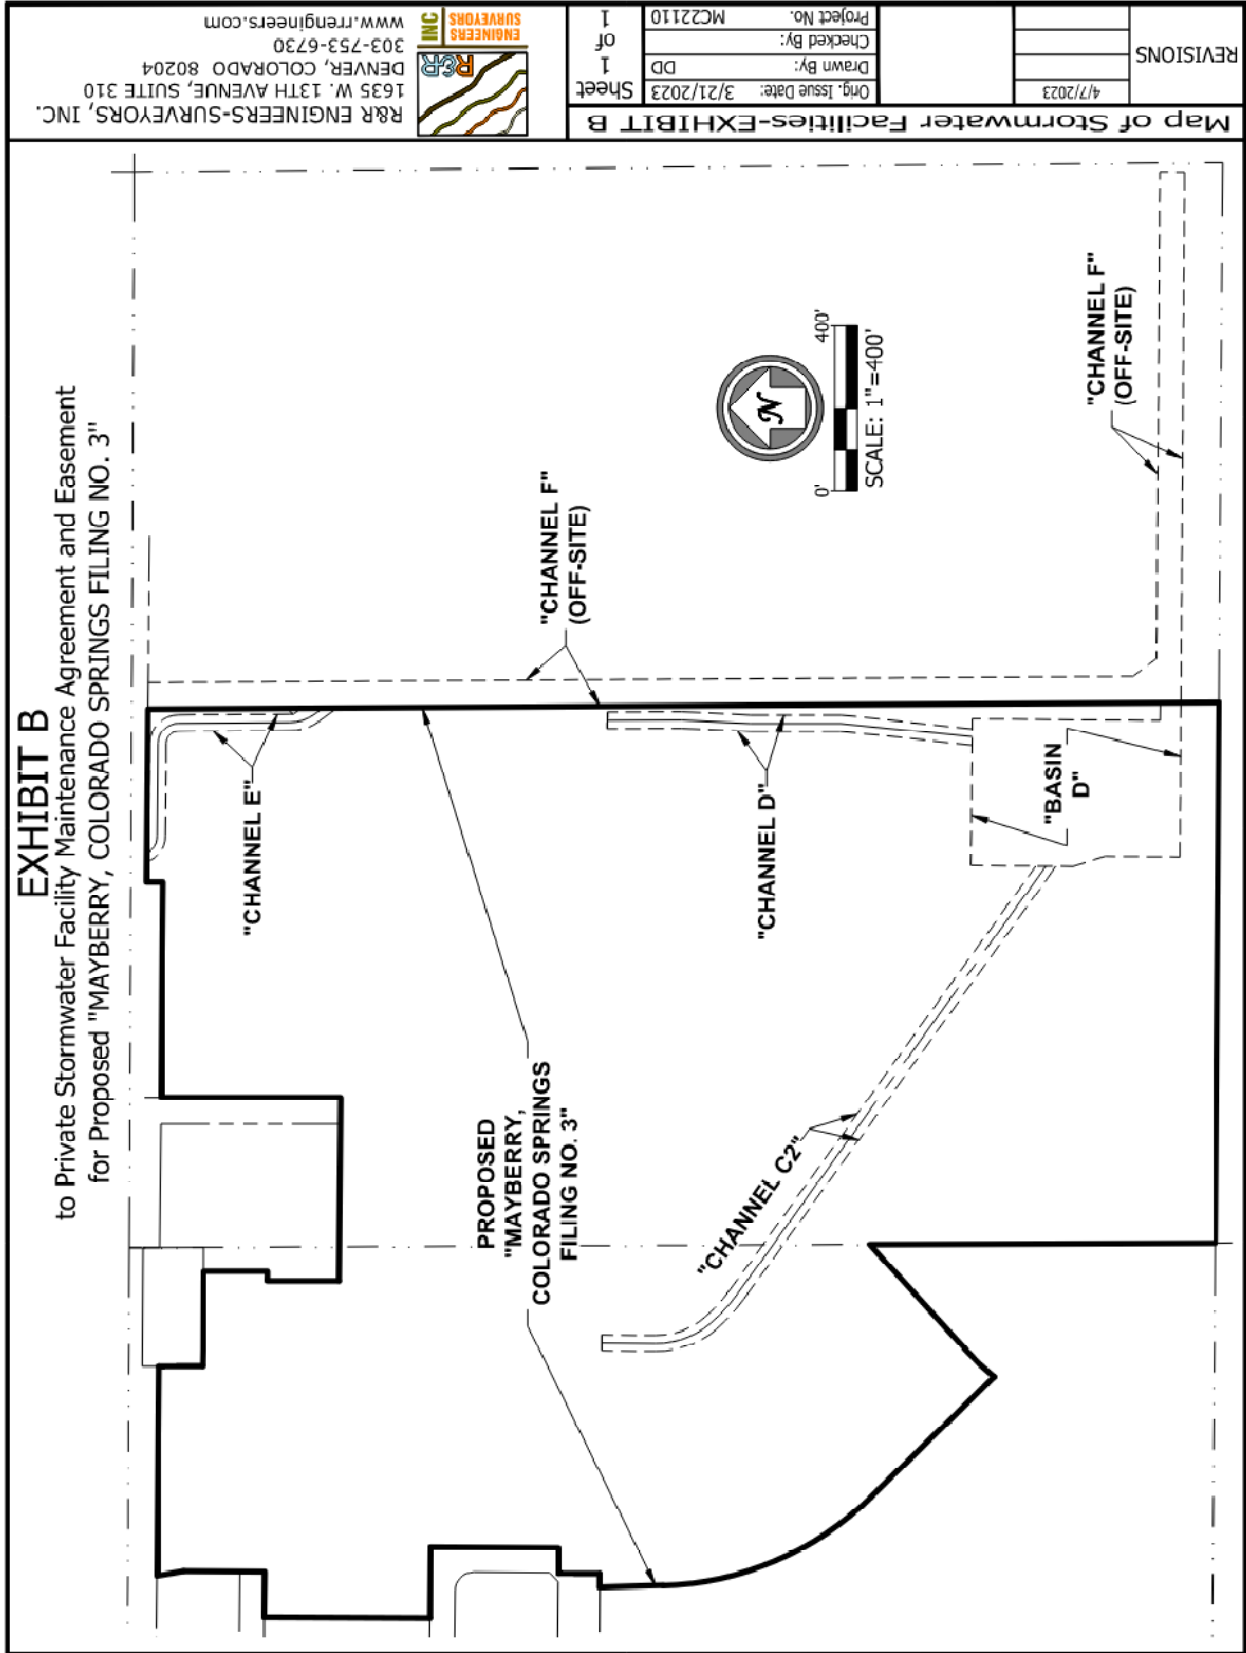 EXHIBIT B
to Private Stormwater Facility Maintenance Agreement and Easement
for Proposed "MAYBERRY, COLORADO SPRINGS FILING NO. 3"
"CHANNEL E"
"CHANNEL F"
(OFF-SITE)
PROPOSED
"MAYBERRY,
COLORADO SPRINGS
FILING NO. 3"
"CHANNEL D"
"CHANNEL C2"
"BASIN
D"
N
0'
400'
SCALE: 1"=400'
"CHANNEL F"
(OFF-SITE)
R&R ENGINEERS-SURVEYORS, INC.
1635 W. 13TH AVENUE, SUITE 310
DENVER, COLORADO 80204
303-753-6730
www.rrengineers.com
R&R
ENGINEERS
SURVEYORS
INC
Map of Stormwater Facilities-EXHIBIT B
Orig. Issue Date: 3/21/2023
Drawn By: DD
Checked By:
Project No. MC22110
Sheet
1
of
1
REVISIONS
4/7/2023